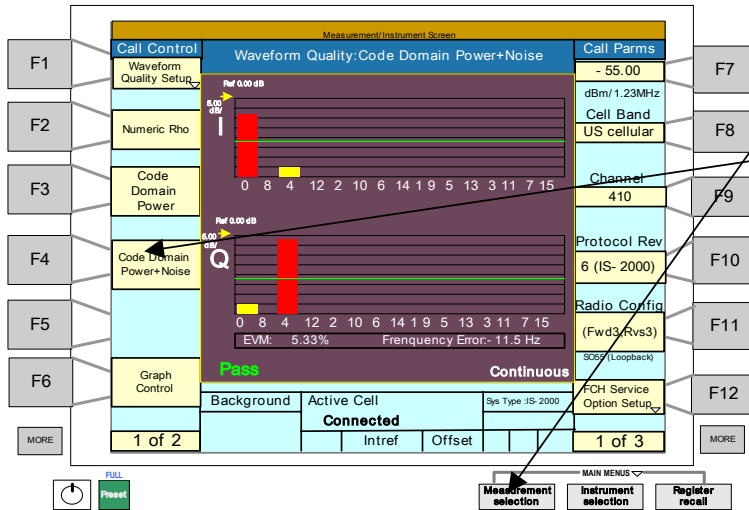 Measurement/Instrument Screen
Call Control
Waveform Quality:Code Domain Power+Noise
Call Parms
F1
Waveform
Quality Setup
F2
Numeric Rho
F3
Code
Domain
Power
F4
Code Domain
Power+Noise
F5
F6
Graph
Control
MORE
1 of 2
Ref 0.00 dB
5.00
dB/
I
0 8 4 12 2 10 6 14 1 9 5 13 3 11 7 15
Ref 0.00 dB
5.00
dB/
Q
0 8 4 12 2 10 6 14 1 9 5 13 3 11 7 15
EVM: 5.33% Frenquency Error:- 11.5 Hz
Pass
Continuous
Background
Active Cell
Sys Type :IS- 2000
Connected
Intref
Offset
- 55.00
F7
dBm/ 1.23MHz
Cell Band
US cellular
F8
Channel
410
F9
Protocol Rev
6 (IS- 2000)
F10
Radio Config
(Fwd3,Rvs3)
F11
SO55 (Loopback)
FCH Service
Option Setup
F12
1 of 3
MORE
FULL
Preset
MAIN MENUS
Measurement
selection
Instrument
selection
Register
recall